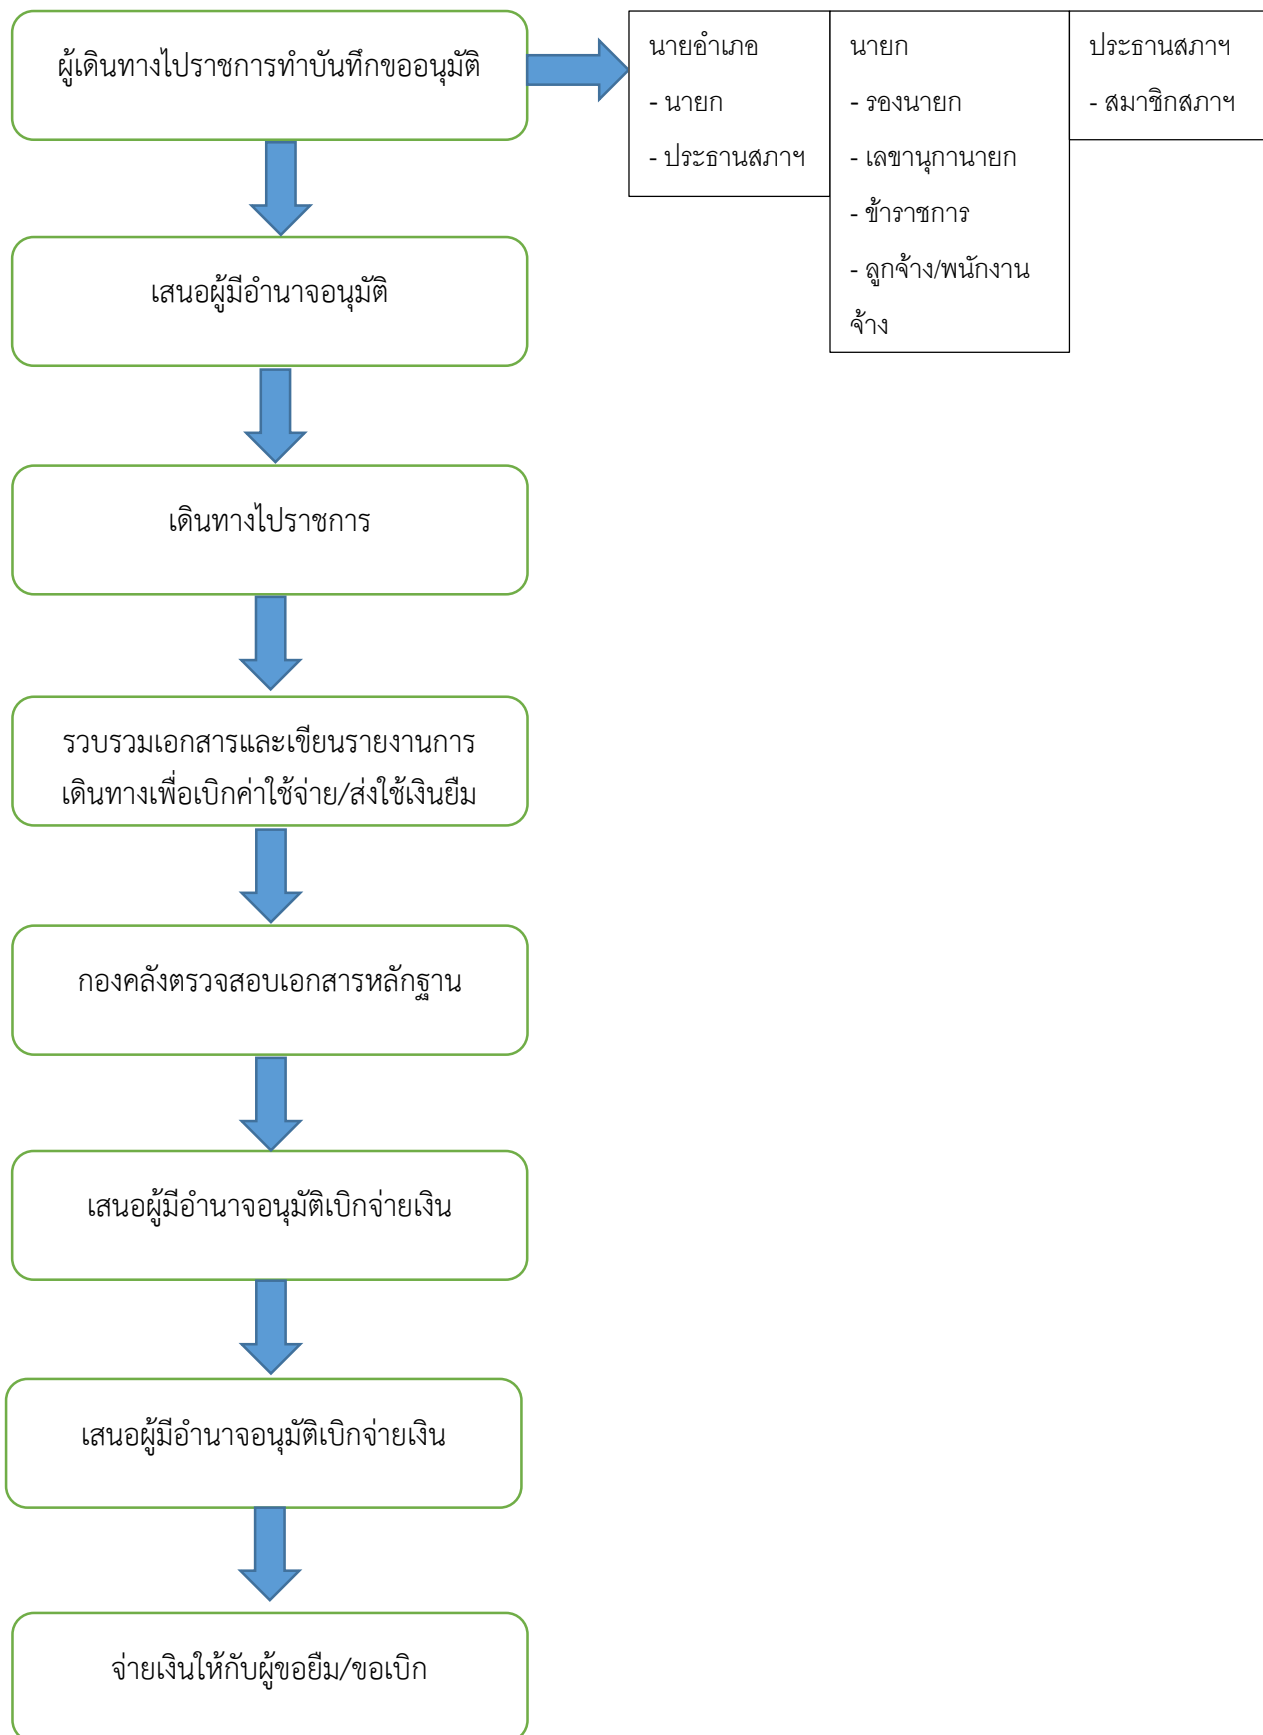 ผู้เดินทางไปราชการทำบันทึกขออนุมัติ
นายอำเภอ
- นายก
- ประธานสภาฯ
นายก
- รองนายก
- เลขานุกานายก
- ข้าราชการ
- ลูกจ้าง/พนักงาน
จ้าง
ประธานสภาฯ
- สมาชิกสภาฯ
เสนอผู้มีอำนาจอนุมัติ
เดินทางไปราชการ
รวบรวมเอกสารและเขียนรายงานการ
เดินทางเพื่อเบิกค่าใช้จ่าย/ส่งใช้เงินยืม
กองคลังตรวจสอบเอกสารหลักฐาน
เสนอผู้มีอำนาจอนุมัติเบิกจ่ายเงิน
เสนอผู้มีอำนาจอนุมัติเบิกจ่ายเงิน
จ่ายเงินให้กับผู้ขอยืม/ขอเบิก